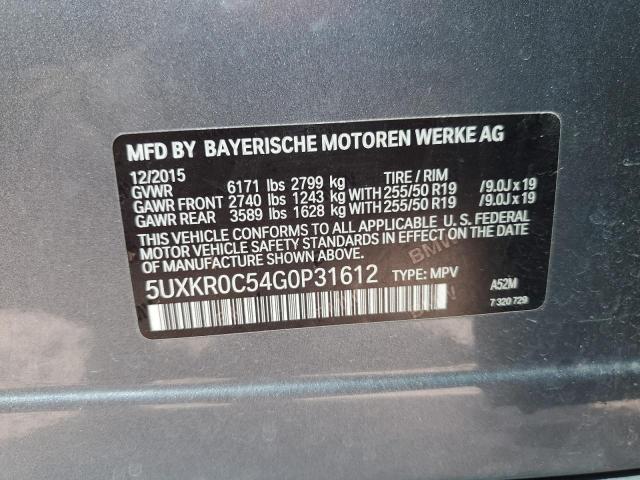 MFD BY BAYERISCHE MOTOREN WERKE AG
12/2015 TIRE / RIM
GVWR 6171 lbs 2799 kg
GAWR FRONT 2740 lbs 1243 kg WITH 255/50 R19 /9.0J x 19
GAWR REAR 3589 lbs 1628 kg WITH 255/50 R19 /9.0J x 19
THIS VEHICLE CONFORMS TO ALL APPLICABLE U.S. FEDERAL
MOTOR VEHICLE SAFETY STANDARDS IN EFFECT ON THE
DATE OF MANUFACTURE SHOWN ABOVE.
5UXKR0C54G0P31612 TYPE: MPV A52M
7 320 729
BMW
BMW